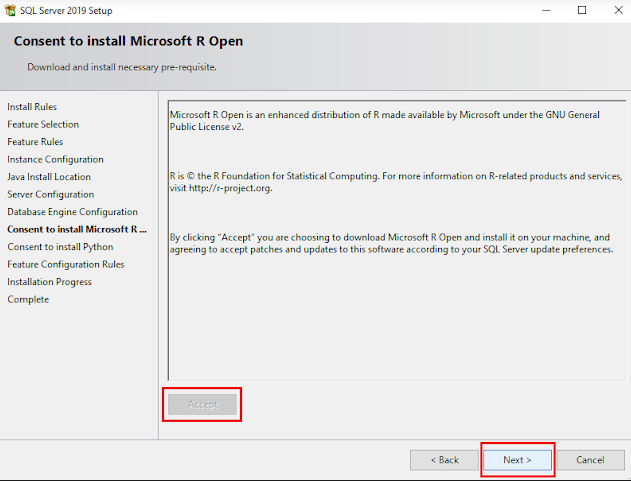 SQL Server 2019 Setup
Consent to install Microsoft R Open
Download and install necessary pre-requisite.
Install Rules
Feature Selection
Feature Rules
Instance Configuration
Java Install Location
Server Configuration
Database Engine Configuration
Consent to install Microsoft R ...
Consent to install Python
Feature Configuration Rules
Installation Progress
Complete
Microsoft R Open is an enhanced distribution of R made available by Microsoft under the GNU General
Public License v2.
R is © the R Foundation for Statistical Computing. For more information on R-related products and services,
visit http://r-project.org.
By clicking "Accept" you are choosing to download Microsoft R Open and install it on your machine, and
agreeing to accept patches and updates to this software according to your SQL Server update preferences.
Accept
< Back
Next >
Cancel